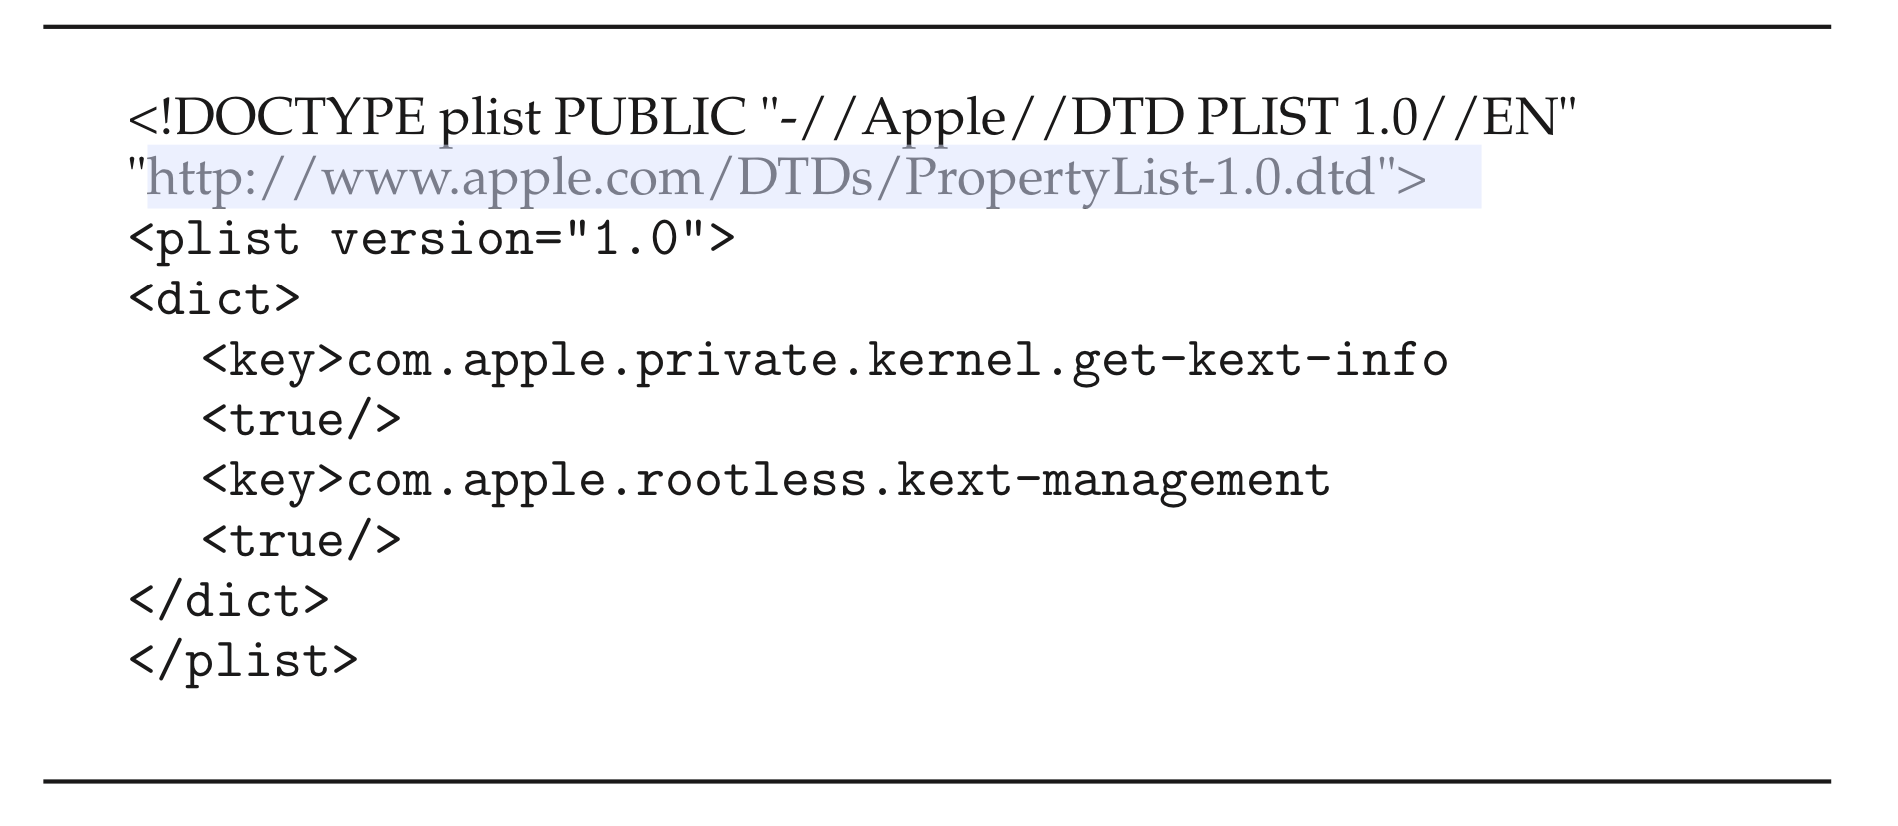 <!DOCTYPE plist PUBLIC "-//Apple//DTD PLIST 1.0//EN"
"http://www.apple.com/DTDs/PropertyList-1.0.dtd">
<plist version="1.0">
<dict>
<key>com.apple.private.kernel.get-kext-info
<true/>
<key>com.apple.rootless.kext-management
<true/>
</dict>
</plist>